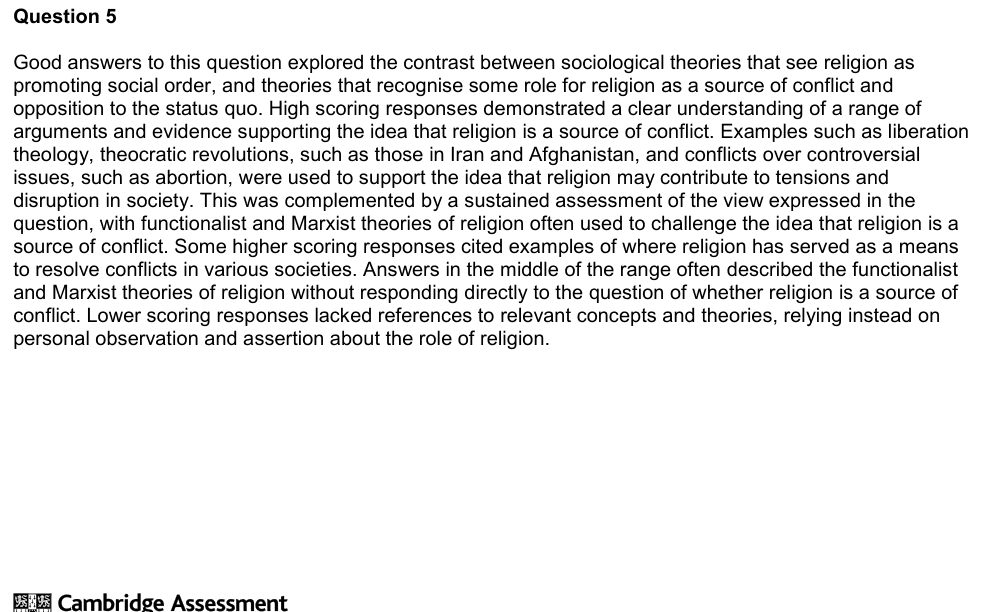 Question 5
Good answers to this question explored the contrast between sociological theories that see religion as
promoting social order, and theories that recognise some role for religion as a source of conflict and
opposition to the status quo. High scoring responses demonstrated a clear understanding of a range of
arguments and evidence supporting the idea that religion is a source of conflict. Examples such as liberation
theology, theocratic revolutions, such as those in Iran and Afghanistan, and conflicts over controversial
issues, such as abortion, were used to support the idea that religion may contribute to tensions and
disruption in society. This was complemented by a sustained assessment of the view expressed in the
question, with functionalist and Marxist theories of religion often used to challenge the idea that religion is a
source of conflict. Some higher scoring responses cited examples of where religion has served as a means
to resolve conflicts in various societies. Answers in the middle of the range often described the functionalist
and Marxist theories of religion without responding directly to the question of whether religion is a source of
conflict. Lower scoring responses lacked references to relevant concepts and theories, relying instead on
personal observation and assertion about the role of religion.
Cambridge Assessment